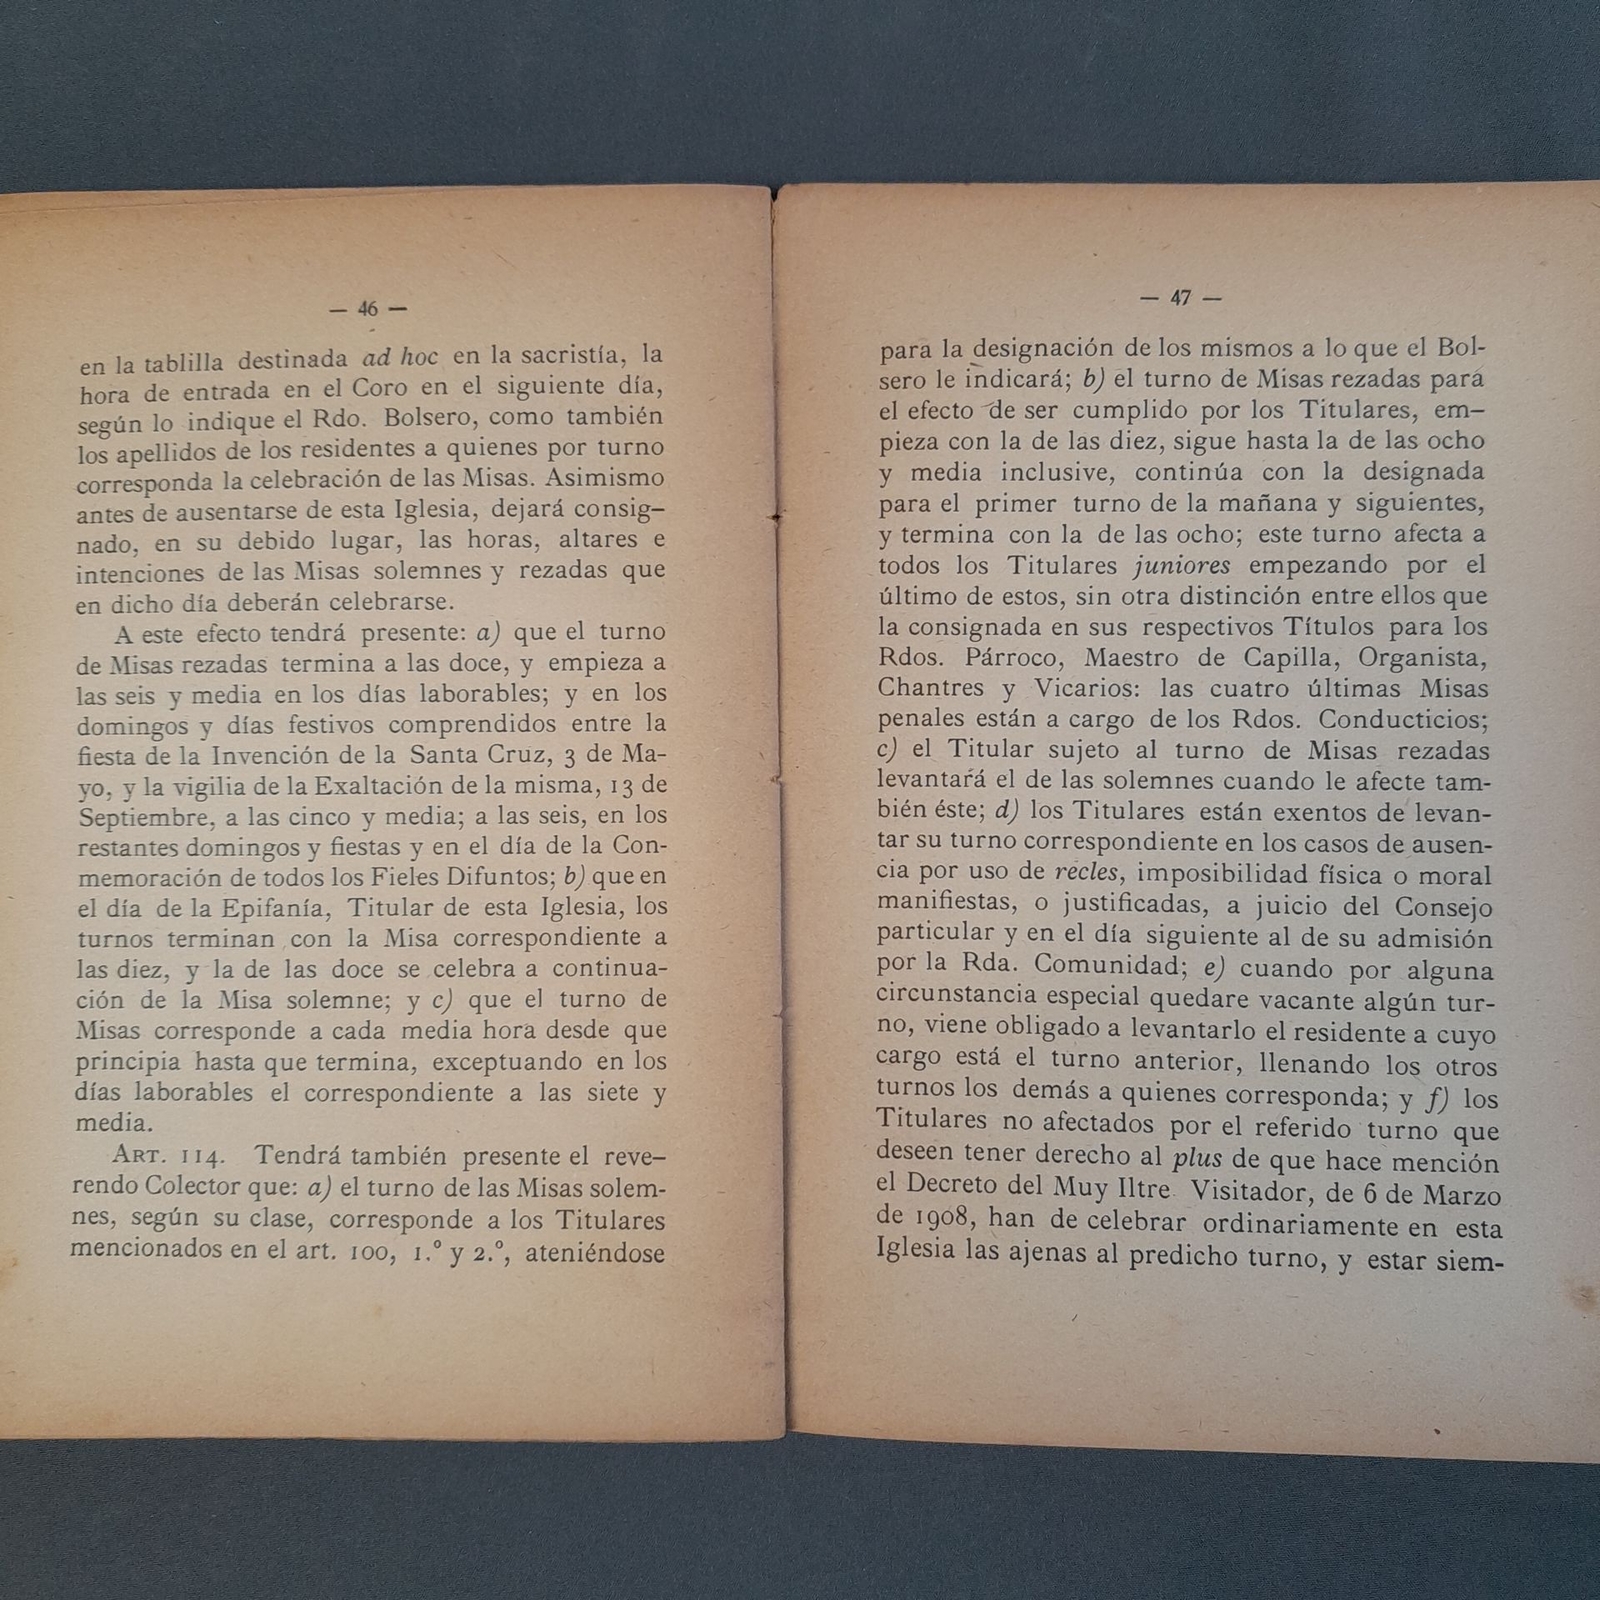 — 46 —
en la tablilla destinada ad hoc en la sacristía, la
hora de entrada en el Coro en el siguiente día,
según lo indique el Rdo. Bolsero, como también
los apellidos de los residentes a quienes por turno
corresponda la celebración de las Misas. Asimismo
antes de ausentarse de esta Iglesia, dejará consig-
nado, en su debido lugar, las horas, altares e
intenciones de las Misas solemnes y rezadas que
en dicho día deberán celebrarse.
A este efecto tendrá presente: a) que el turno
de Misas rezadas termina a las doce, y empieza a
las seis y media en los días laborables; y en los
domingos y días festivos comprendidos entre la
fiesta de la Invención de la Santa Cruz, 3 de Ma-
yo, y la vigilia de la Exaltación de la misma, 13 de
Septiembre, a las cinco y media; a las seis, en los
restantes domingos y fiestas y en el día de la Con-
memoración de todos los Fieles Difuntos; b) que en
el día de la Epifanía, Titular de esta Iglesia, los
turnos terminan con la Misa correspondiente a
las diez, y la de las doce se celebra a continua-
ción de la Misa solemne; y c) que el turno de
Misas corresponde a cada media hora desde que
principia hasta que termina, exceptuando en los
días laborables el correspondiente a las siete y
media.
ART. 114. Tendrá también presente el reve-
rendo Colector que: a) el turno de las Misas solem-
nes, según su clase, corresponde a los Titulares
mencionados en el art. 100, 1.º y 2.º, ateniéndose
— 47 —
para la designación de los mismos a lo que el Bol-
sero le indicará; b) el turno de Misas rezadas para
el efecto de ser cumplido por los Titulares, em-
pieza con la de las diez, sigue hasta la de las ocho
y media inclusive, continúa con la designada
para el primer turno de la mañana y siguientes,
y termina con la de las ocho; este turno afecta a
todos los Titulares juniores empezando por el
último de estos, sin otra distinción entre ellos que
la consignada en sus respectivos Títulos para los
Rdos. Párroco, Maestro de Capilla, Organista,
Chantres y Vicarios: las cuatro últimas Misas
penales están a cargo de los Rdos. Conducticios;
c) el Titular sujeto al turno de Misas rezadas
levantará el de las solemnes cuando le afecte tam-
bién éste; d) los Titulares están exentos de levan-
tar su turno correspondiente en los casos de ausen-
cia por uso de recles, imposibilidad física o moral
manifiestas, o justificadas, a juicio del Consejo
particular y en el día siguiente al de su admisión
por la Rda. Comunidad; e) cuando por alguna
circunstancia especial quedare vacante algún tur-
no, viene obligado a levantarlo el residente a cuyo
cargo está el turno anterior, llenando los otros
turnos los demás a quienes corresponda; y f) los
Titulares no afectados por el referido turno que
deseen tener derecho al plus de que hace mención
el Decreto del Muy Iltre. Visitador, de 6 de Marzo
de 1908, han de celebrar ordinariamente en esta
Iglesia las ajenas al predicho turno, y estar siem-